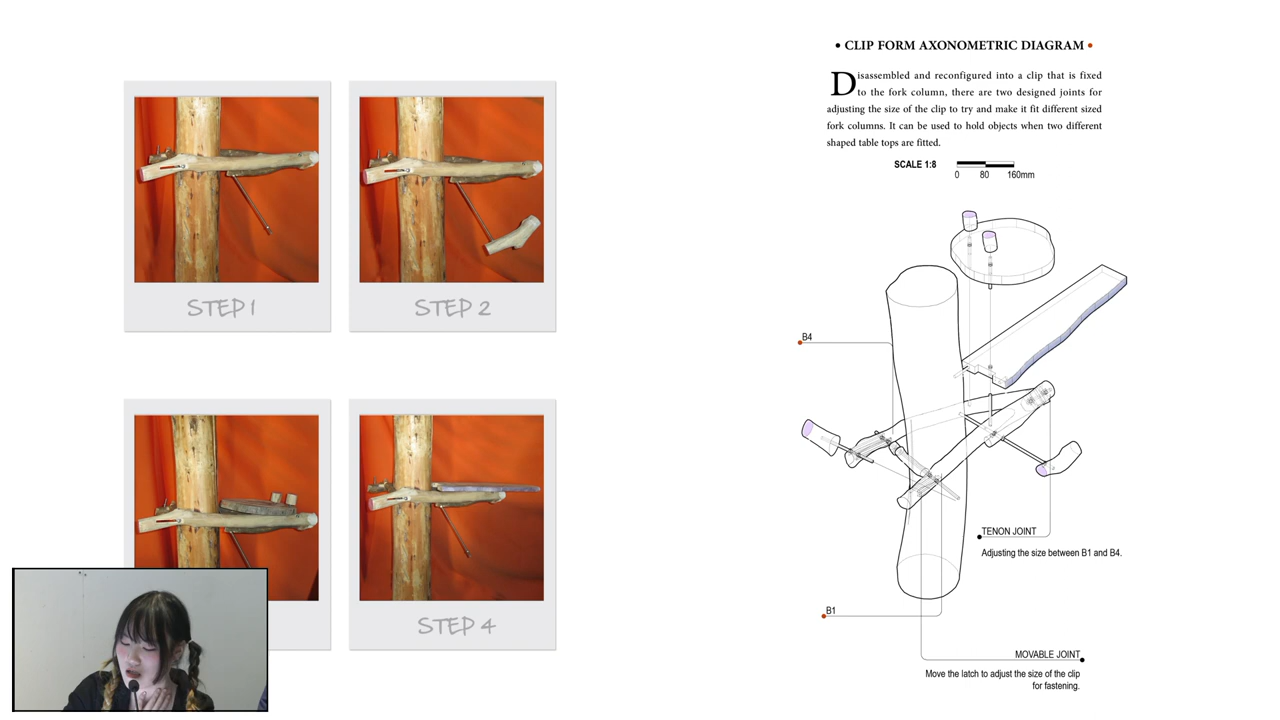 STEP 1
STEP 2
STEP 4
• CLIP FORM AXONOMETRIC DIAGRAM •
Disassembled and reconfigured into a clip that is fixed
to the fork column, there are two designed joints for
adjusting the size of the clip to try and make it fit different sized
fork columns. It can be used to hold objects when two different
shaped table tops are fitted.
SCALE 1:8
0 80 160mm
B4
TENON JOINT
Adjusting the size between B1 and B4.
B1
MOVABLE JOINT
Move the latch to adjust the size of the clip
for fastening.